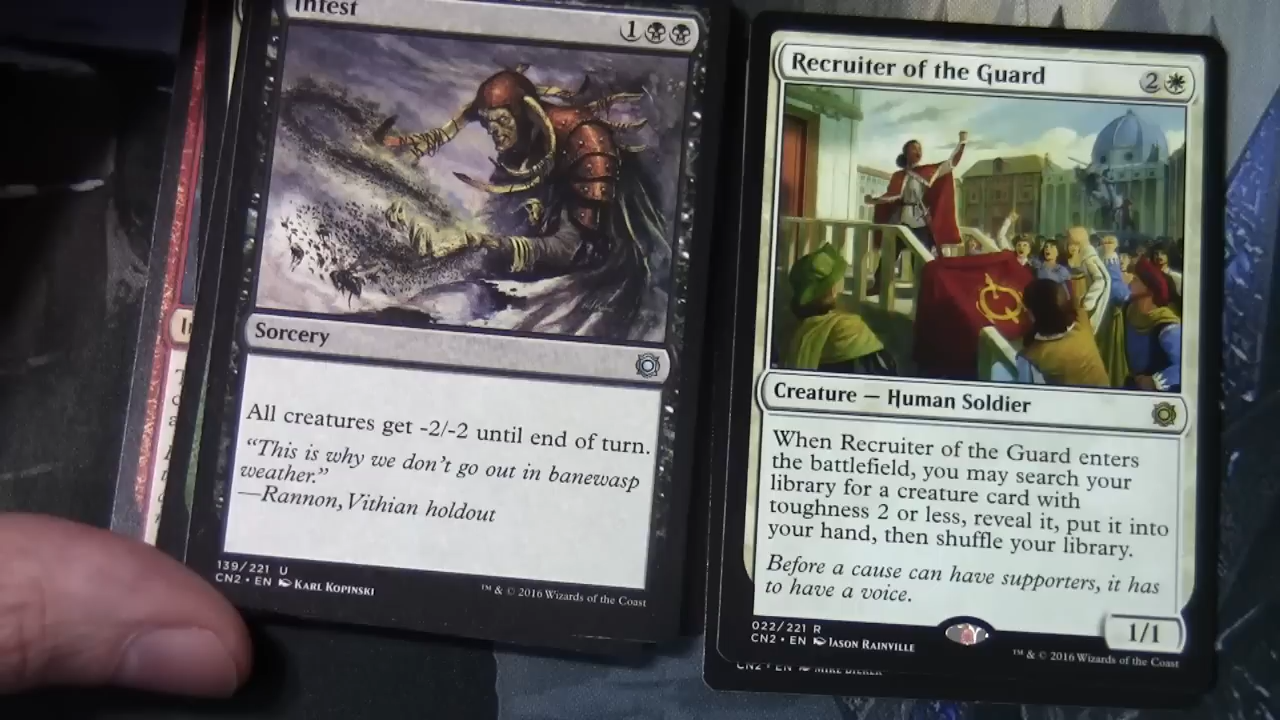 Infest
1
Sorcery
All creatures get -2/-2 until end of turn.
“This is why we don’t go out in banewasp
weather.”
—Rannon, Vithian holdout
139/221 U
CN2 • EN KARL KOPINSKI
™ & © 2016 Wizards of the Coast
Recruiter of the Guard
2
Creature — Human Soldier
When Recruiter of the Guard enters
the battlefield, you may search your
library for a creature card with
toughness 2 or less, reveal it, put it into
your hand, then shuffle your library.
Before a cause can have supporters, it has
to have a voice.
022/221 R
CN2 • EN JASON RAINVILLE
1/1
™ & © 2016 Wizards of the Coast
CN2 • EN MIKE